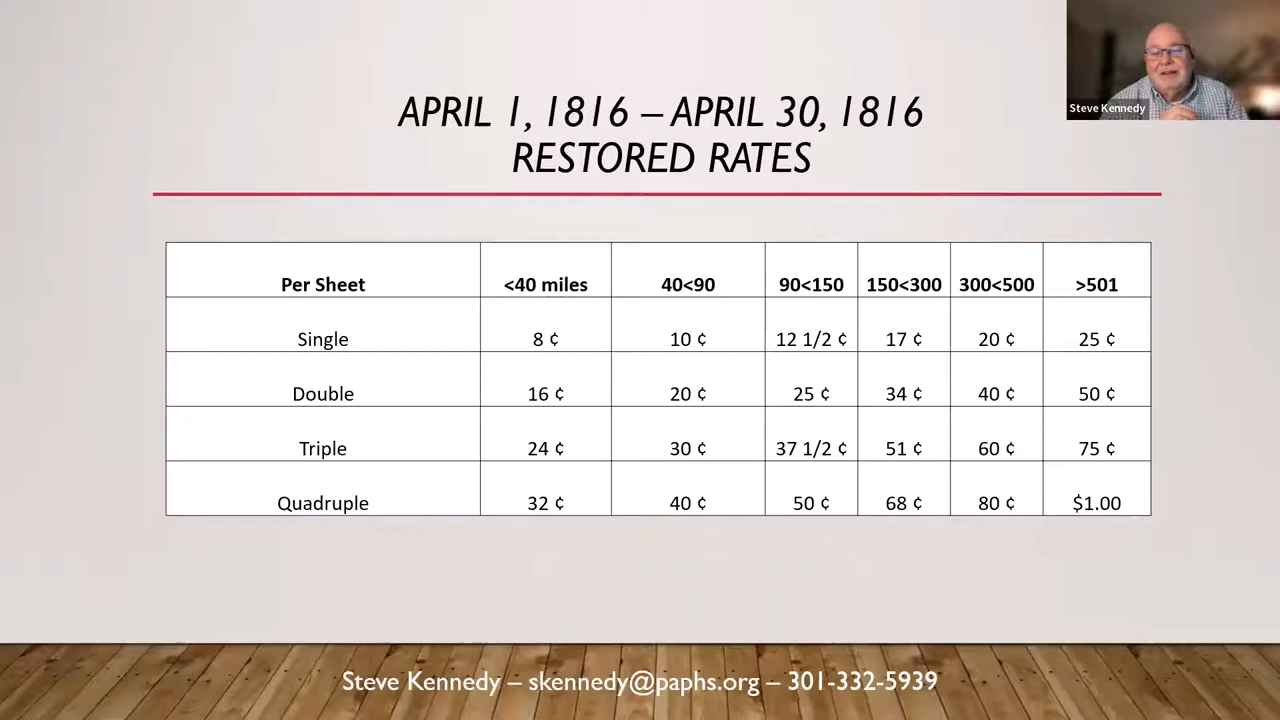 Steve Kennedy
APRIL 1, 1816 – APRIL 30, 1816
RESTORED RATES
Per Sheet <40 miles 40<90 90<150 150<300 300<500 >501
Single 8 ¢ 10 ¢ 12 1/2 ¢ 17 ¢ 20 ¢ 25 ¢
Double 16 ¢ 20 ¢ 25 ¢ 34 ¢ 40 ¢ 50 ¢
Triple 24 ¢ 30 ¢ 37 1/2 ¢ 51 ¢ 60 ¢ 75 ¢
Quadruple 32 ¢ 40 ¢ 50 ¢ 68 ¢ 80 ¢ $1.00
Steve Kennedy – skennedy@paphs.org – 301-332-5939